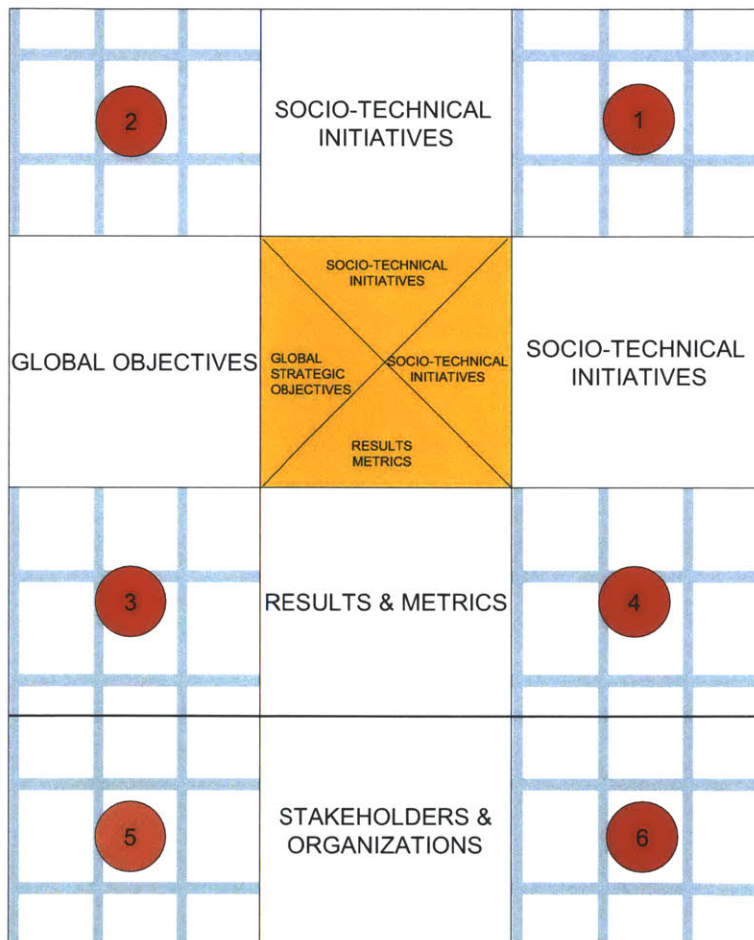 2
SOCIO-TECHNICAL
INITIATIVES
1
GLOBAL OBJECTIVES
SOCIO-TECHNICAL
INITIATIVES
GLOBAL
STRATEGIC
OBJECTIVES
SOCIO-TECHNICAL
INITIATIVES
RESULTS
METRICS
SOCIO-TECHNICAL
INITIATIVES
3
RESULTS & METRICS
4
5
STAKEHOLDERS &
ORGANIZATIONS
6